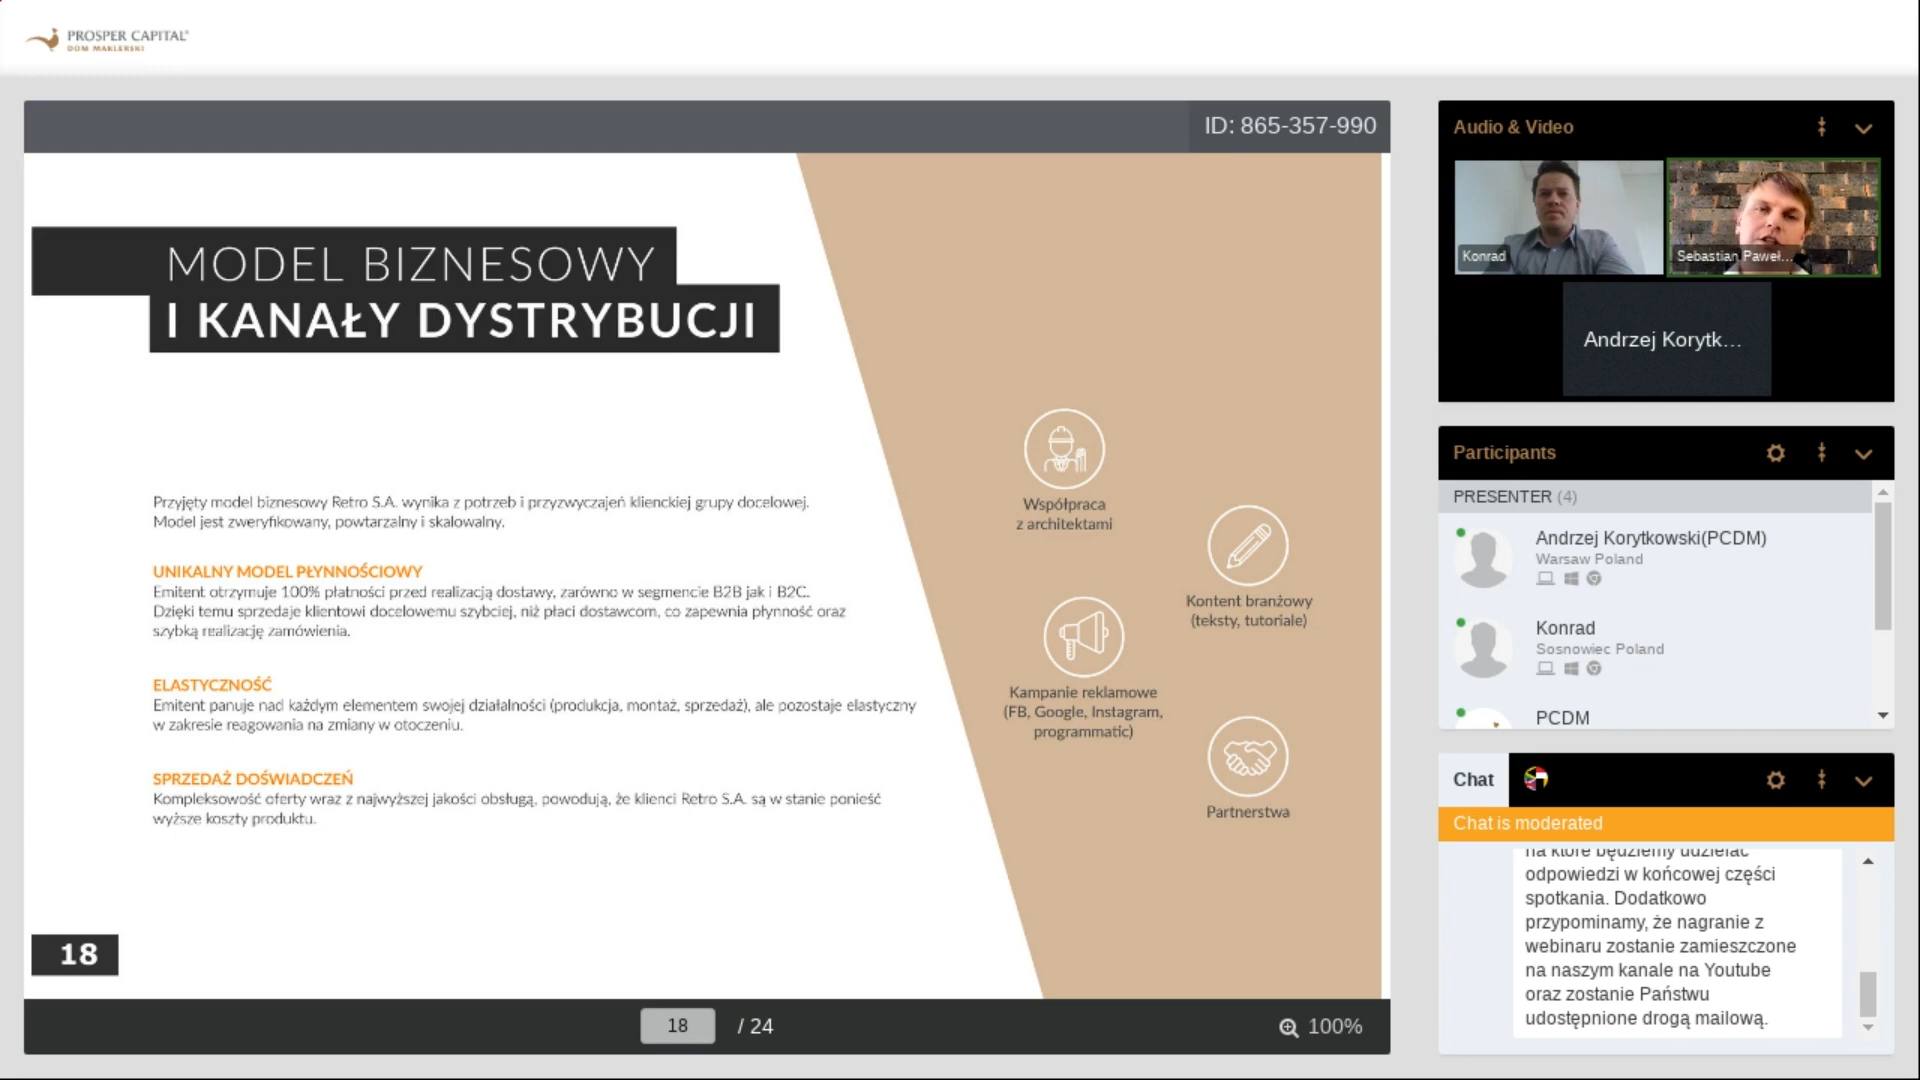 PROSPER CAPITAL®
DOM MAKLERSKI
ID: 865-357-990
MODEL BIZNESOWY
I KANAŁY DYSTRYBUCJI
Przyjęty model biznesowy Retro S.A. wynika z potrzeb i przyzwyczajeń klienckiej grupy docelowej.
Model jest zweryfikowany, powtarzalny i skalowalny.
UNIKALNY MODEL PŁYNNOŚCIOWY
Emitent otrzymuje 100% płatności przed realizacją dostawy, zarówno w segmencie B2B jak i B2C.
Dzięki temu sprzedaje klientowi docelowemu szybciej, niż płaci dostawcom, co zapewnia płynność oraz
szybką realizację zamówienia.
ELASTYCZNOŚĆ
Emitent panuje nad każdym elementem swojej działalności (produkcja, montaż, sprzedaż), ale pozostaje elastyczny
w zakresie reagowania na zmiany w otoczeniu.
SPRZEDAŻ DOŚWIADCZEŃ
Kompleksowość oferty wraz z najwyższej jakości obsługą, powodują, że klienci Retro S.A. są w stanie ponieść
wyższe koszty produktu.
Współpraca
z architektami
Kontent branżowy
(teksty, tutoriale)
Kampanie reklamowe
(FB, Google, Instagram,
programmatic)
Partnerstwa
18
18 / 24
100%
Audio & Video
Konrad
Sebastian Paweł...
Andrzej Korytk...
Participants
PRESENTER (4)
Andrzej Korytkowski(PCDM)
Warsaw Poland
Konrad
Sosnowiec Poland
PCDM
Chat
Chat is moderated
na które będziemy udzielać
odpowiedzi w końcowej części
spotkania. Dodatkowo
przypominamy, że nagranie z
webinaru zostanie zamieszczone
na naszym kanale na Youtube
oraz zostanie Państwu
udostępnione drogą mailową.